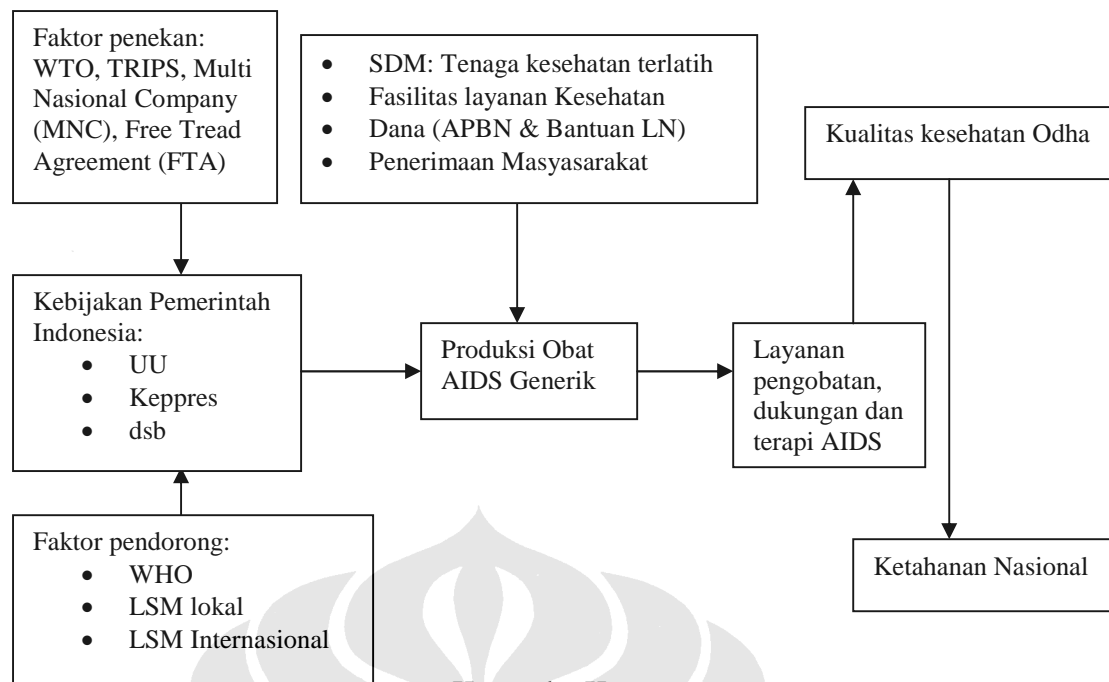 Faktor penekan:
WTO, TRIPS, Multi
Nasional Company
(MNC), Free Tread
Agreement (FTA)
• SDM: Tenaga kesehatan terlatih
• Fasilitas layanan Kesehatan
• Dana (APBN & Bantuan LN)
• Penerimaan Masyasarakat
Kualitas kesehatan Odha
Kebijakan Pemerintah
Indonesia:
• UU
• Keppres
• dsb
Produksi Obat
AIDS Generik
Layanan
pengobatan,
dukungan dan
terapi AIDS
Faktor pendorong:
• WHO
• LSM lokal
• LSM Internasional
Ketahanan Nasional